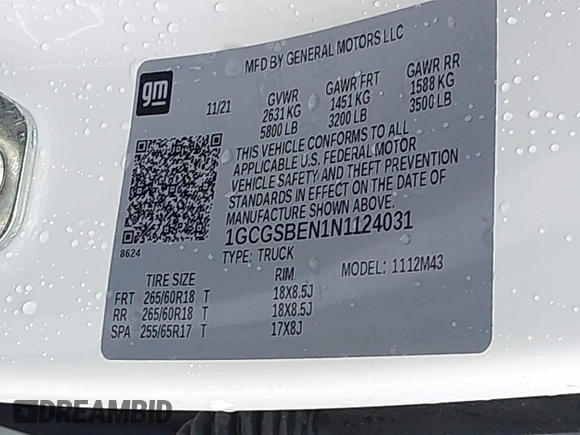 MFD BY GENERAL MOTORS LLC
gm
11/21
GVWR GAWR FRT GAWR RR
2631 KG 1451 KG 1588 KG
5800 LB 3200 LB 3500 LB
THIS VEHICLE CONFORMS TO ALL
APPLICABLE U.S. FEDERAL MOTOR
VEHICLE SAFETY AND THEFT PREVENTION
STANDARDS IN EFFECT ON THE DATE OF
MANUFACTURE SHOWN ABOVE.
1GCGSBEN1N1124031
8624
TYPE: TRUCK MODEL: 1112M43
TIRE SIZE RIM
FRT 265/60R18 T 18X8.5J
RR 265/60R18 T 18X8.5J
SPA 255/65R17 T 17X8J
DREAMBID